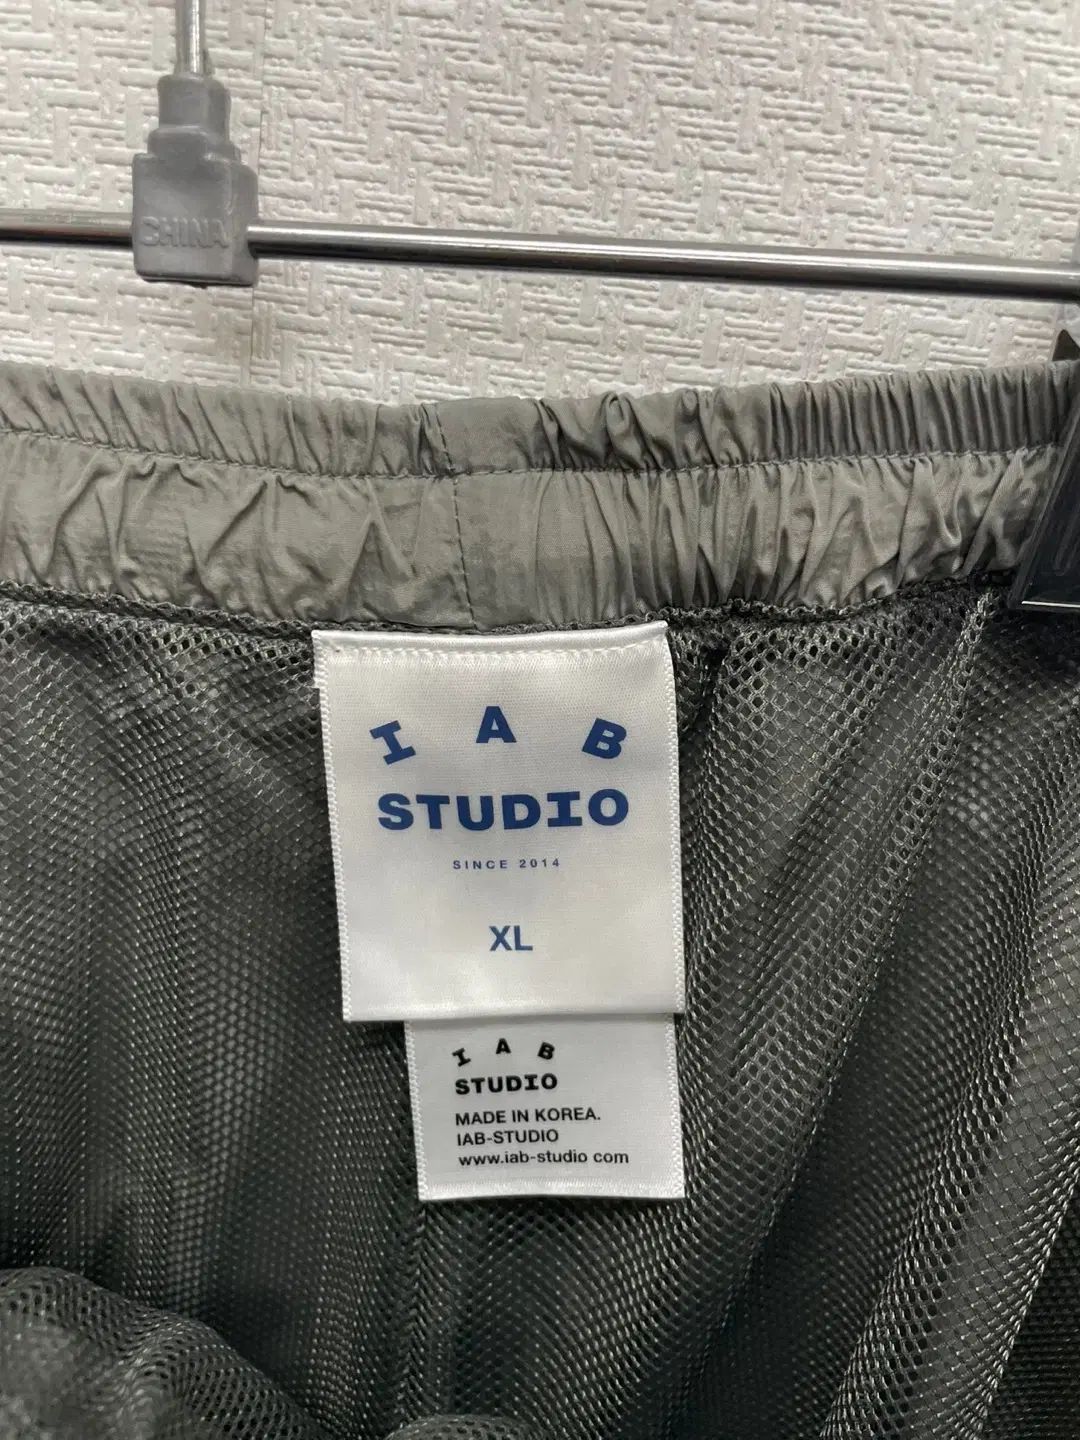 CHINA
I A B
STUDIO
SINCE 2014
XL
I A B
STUDIO
MADE IN KOREA.
IAB-STUDIO
www.iab-studio com